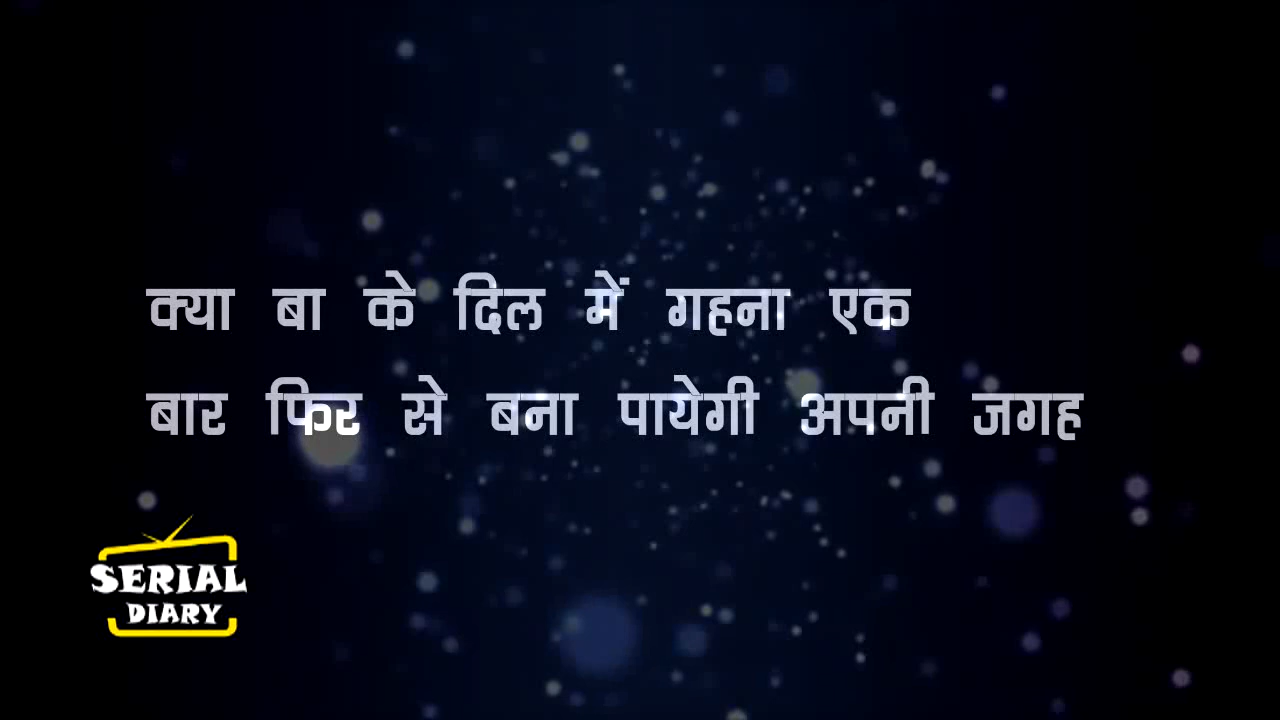 क्या बा के दिल में गहना एक
बार फिर से बना पायेगी अपनी जगह
SERIAL
DIARY